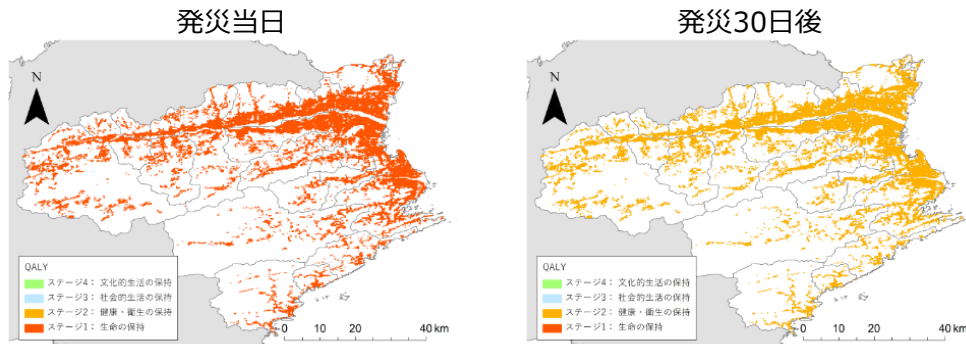 発災当日
発災30日後
N
QALY
ステージ4： 文化的生活の保持
ステージ3： 社会的生活の保持
ステージ2： 健康・衛生の保持
ステージ1： 生命の保持
0 10 20 40 km
N
QALY
ステージ4： 文化的生活の保持
ステージ3： 社会的生活の保持
ステージ2： 健康・衛生の保持
ステージ1： 生命の保持
0 10 20 40 km